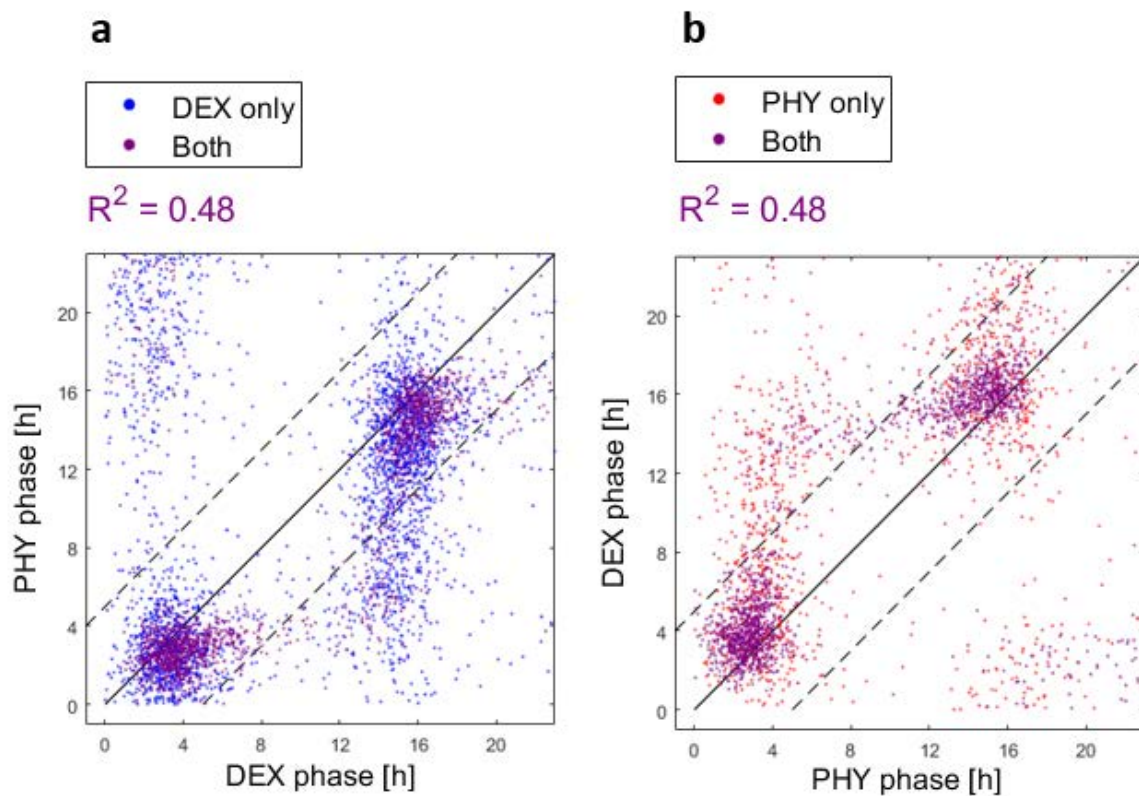 a
DEX only
Both
R² = 0.48
PHY phase [h]
20
16
12
8
4
0
0 4 8 12 16 20
DEX phase [h]
b
PHY only
Both
R² = 0.48
DEX phase [h]
20
16
12
8
4
0
0 4 8 12 16 20
PHY phase [h]